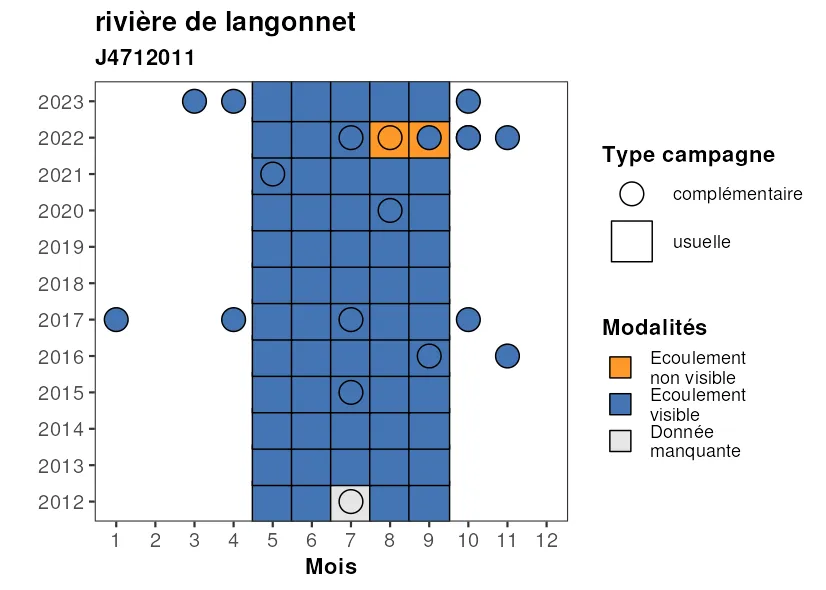 rivière de langonnet
J4712011
2023
2022
2021
2020
2019
2018
2017
2016
2015
2014
2013
2012
1 2 3 4 5 6 7 8 9 10 11 12
Mois
Type campagne
complémentaire
usuelle
Modalités
Ecoulement
non visible
Ecoulement
visible
Donnée
manquante